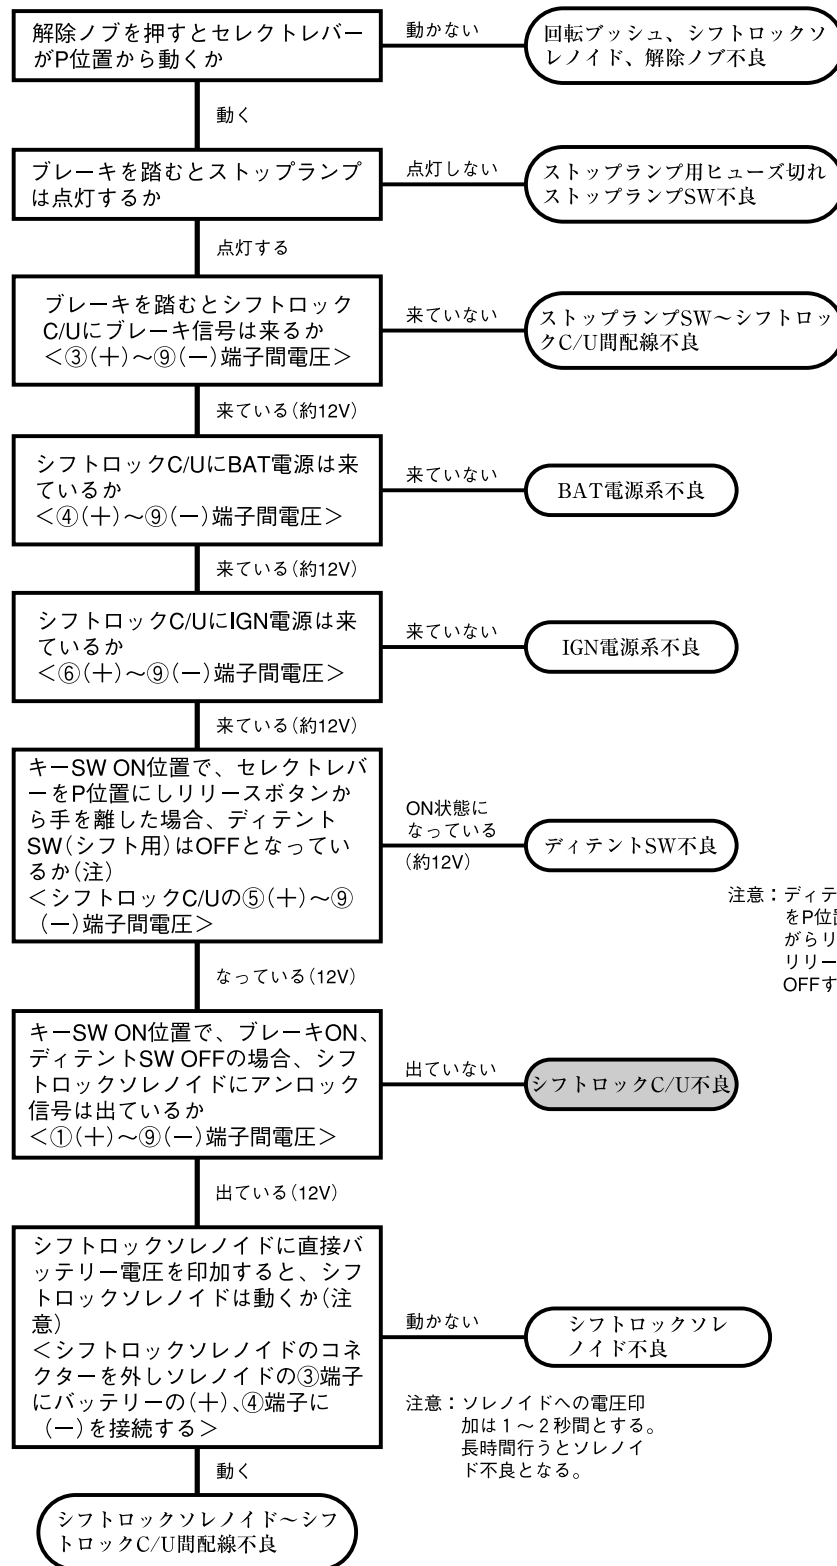 解除ノブを押すとセレクトレバー
がP位置から動くか
動かない
回転ブッシュ、シフトロックソ
レノイド、解除ノブ不良
動く
ブレーキを踏むとストップランプ
は点灯するか
点灯しない
ストップランプ用ヒューズ切れ
ストップランプSW不良
点灯する
ブレーキを踏むとシフトロック
C/Uにブレーキ信号は来るか
＜③(＋)～⑨(－)端子間電圧＞
来ていない
ストップランプSW～シフトロッ
クC/U間配線不良
来ている(約12V)
シフトロックC/UにBAT電源は来
ているか
＜④(＋)～⑨(－)端子間電圧＞
来ていない
BAT電源系不良
来ている(約12V)
シフトロックC/UにIGN電源は来
ているか
＜⑥(＋)～⑨(－)端子間電圧＞
来ていない
IGN電源系不良
来ている(約12V)
キーSW ON位置で、セレクトレバ
ーをP位置にしリリースボタンか
ら手を離した場合、ディテント
SW(シフト用)はOFFとなってい
るか(注)
＜シフトロックC/Uの⑤(＋)～⑨
(－)端子間電圧＞
ON状態に
なっている
(約12V)
ディテントSW不良
注意：ディテ
をP位置
がらリ
リリー
OFFす
なっている(12V)
キーSW ON位置で、ブレーキON、
ディテントSW OFFの場合、シフ
トロックソレノイドにアンロック
信号は出ているか
＜①(＋)～⑨(－)端子間電圧＞
出ていない
シフトロックC/U不良
出ている(12V)
シフトロックソレノイドに直接バ
ッテリー電圧を印加すると、シフ
トロックソレノイドは動くか(注
意)
＜シフトロックソレノイドのコネ
クターを外しソレノイドの③端子
にバッテリーの(＋)、④端子に
(－)を接続する＞
動かない
シフトロックソレ
ノイド不良
注意：ソレノイドへの電圧印
加は１～２秒間とする。
長時間行うとソレノイ
ド不良となる。
動く
シフトロックソレノイド～シフ
トロックC/U間配線不良